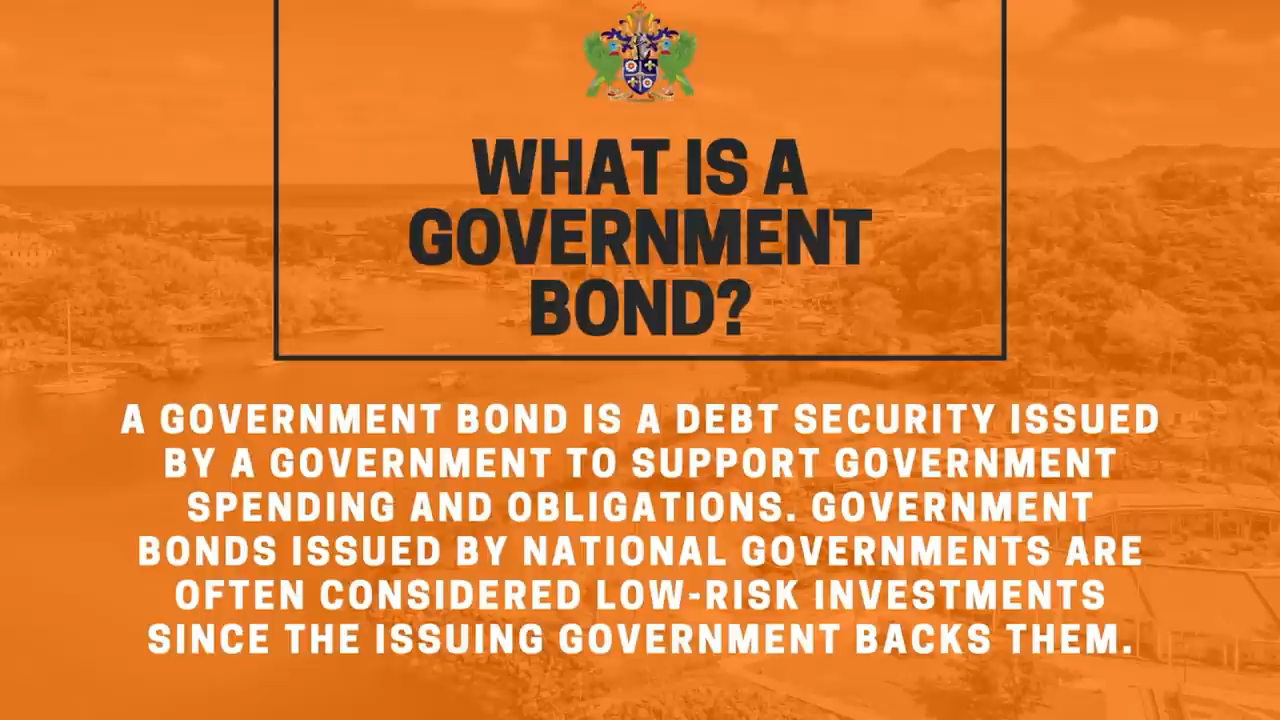 WHAT IS A
GOVERNMENT
BOND?
A GOVERNMENT BOND IS A DEBT SECURITY ISSUED
BY A GOVERNMENT TO SUPPORT GOVERNMENT
SPENDING AND OBLIGATIONS. GOVERNMENT
BONDS ISSUED BY NATIONAL GOVERNMENTS ARE
OFTEN CONSIDERED LOW-RISK INVESTMENTS
SINCE THE ISSUING GOVERNMENT BACKS THEM.